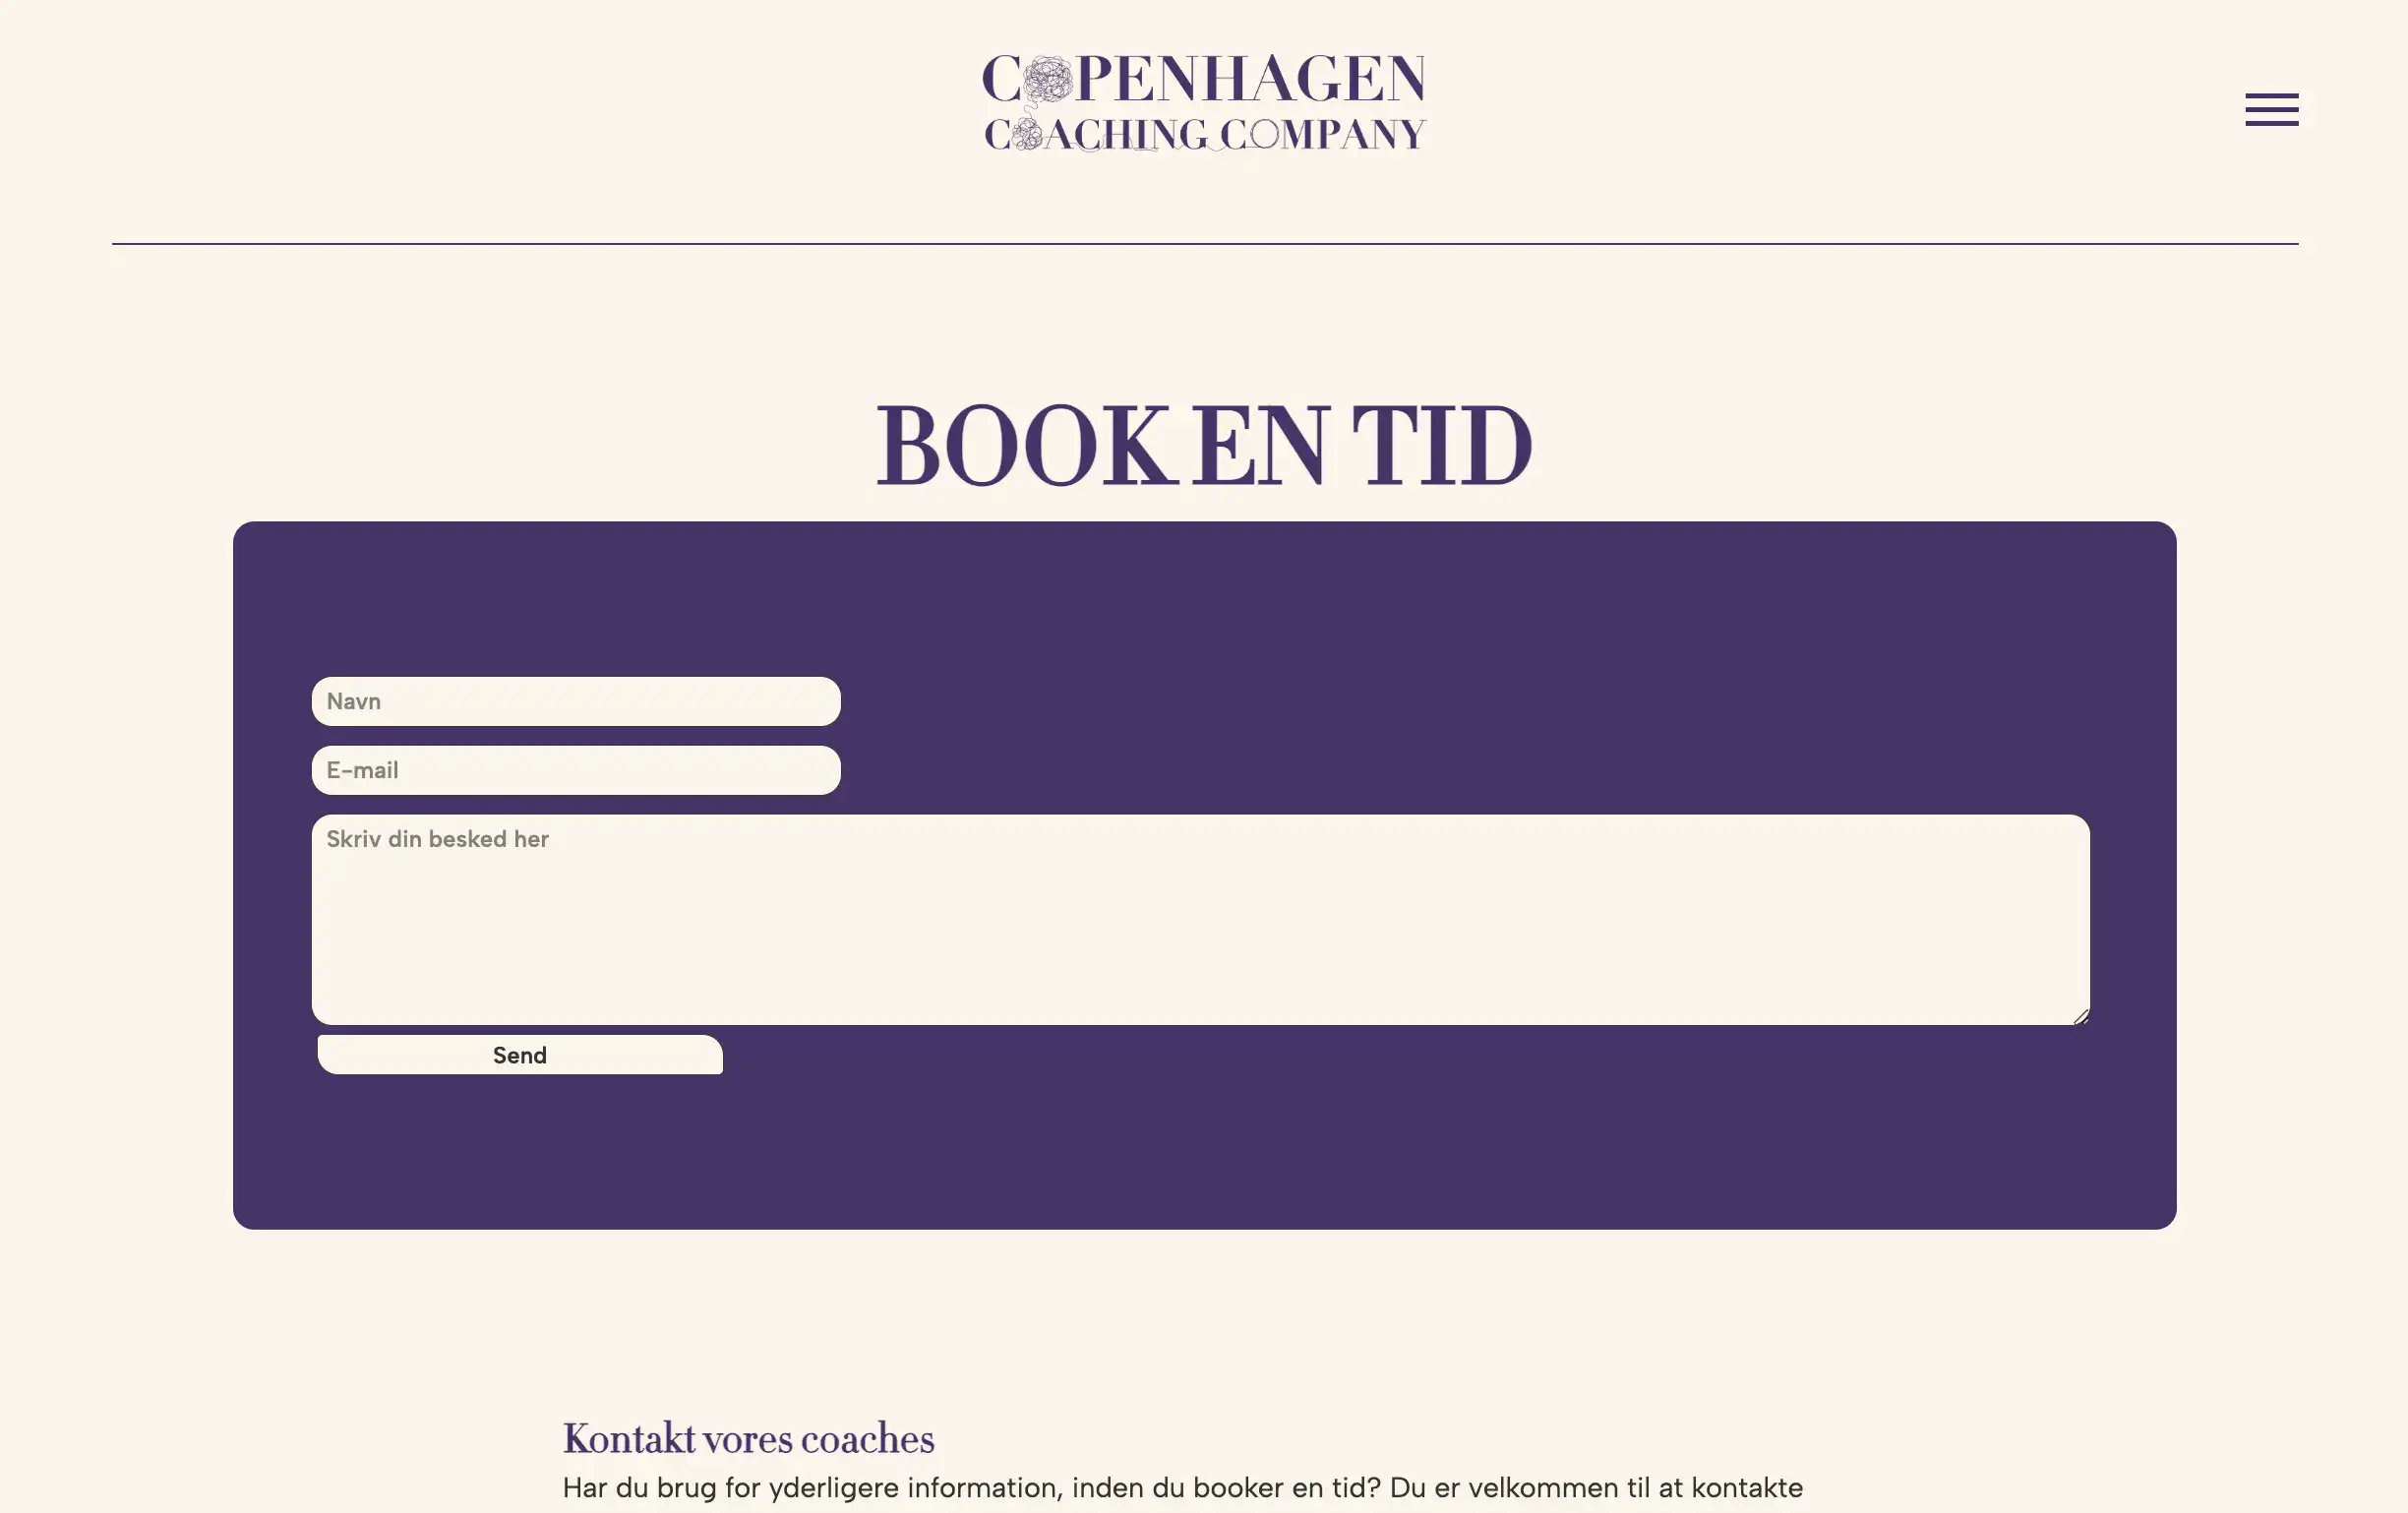 COPENHAGEN
COACHING COMPANY
BOOK EN TID
Navn
E-mail
Skriv din besked her
Send
Kontakt vores coaches
Har du brug for yderligere information, inden du booker en tid? Du er velkommen til at kontakte